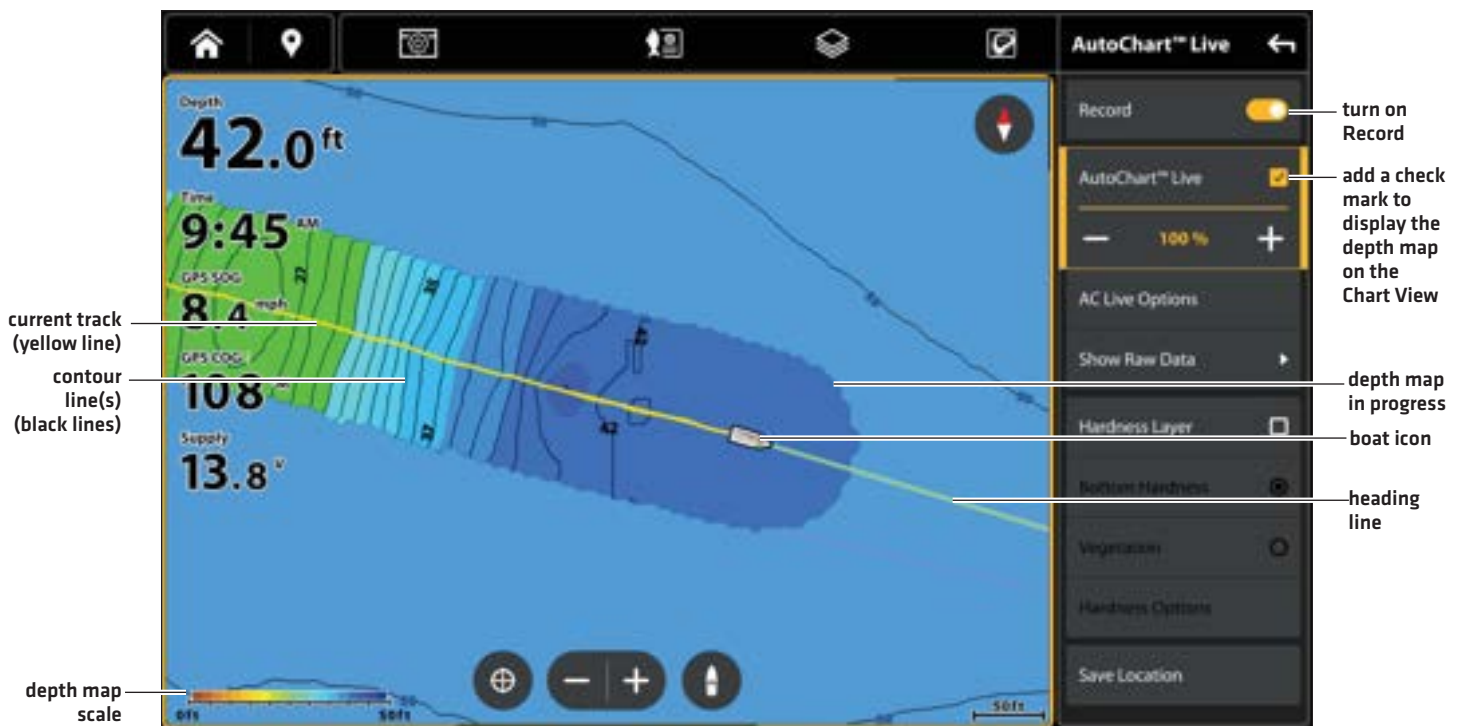 AutoChart™ Live
Depth
42.0 ft
Time
9:45 AM
GPS SOG
8.4 mph
GPS COG
108
Supply
13.8 V
27
37
42
42
0ft
50ft
50ft
Record
AutoChart™ Live
100 %
AC Live Options
Show Raw Data
Hardness Layer
Bottom Hardness
Vegetation
Hardness Options
Save Location
current track
(yellow line)
contour
line(s)
(black lines)
depth map
scale
turn on
Record
add a check
mark to
display the
depth map
on the
Chart View
depth map
in progress
boat icon
heading
line